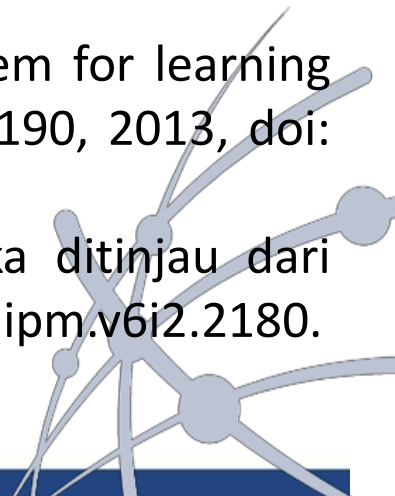 em for learning
190, 2013, doi:
ka ditinjau dari
ipm.v6i2.2180.